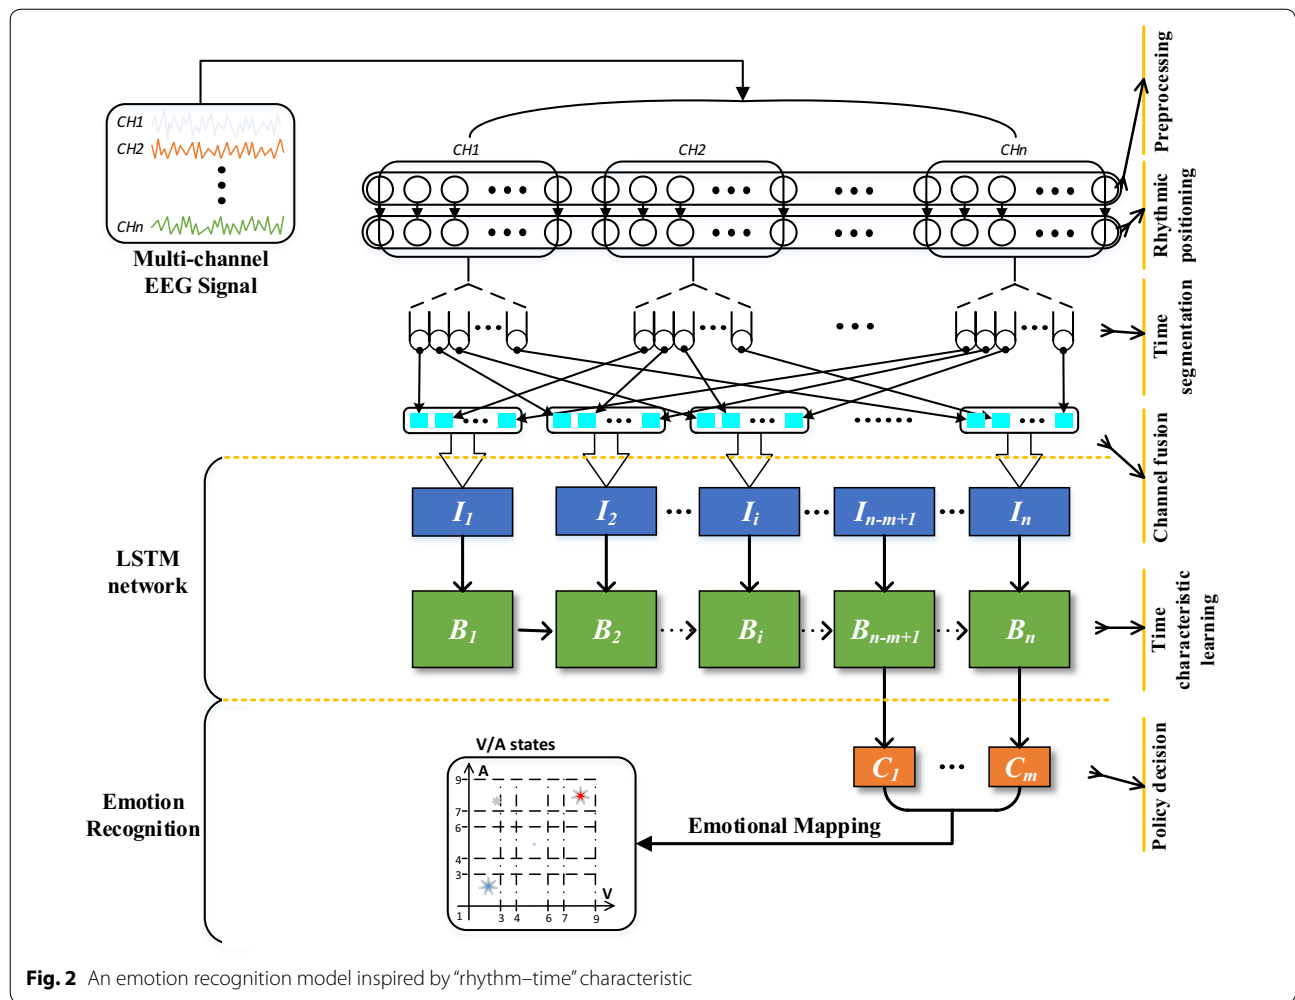 CH1
CH2
CHn
Multi-channel
EEG Signal
CH1
CH2
CHn
Preprocessing
Rhythmic
positioning
Time
segmentation
Channel fusion
Time
characteristic
learning
Policy decision
LSTM
network
I1
I2
Ii
In-m+1
In
B1
B2
Bi
Bn-m+1
Bn
Emotion
Recognition
C1
Cm
Emotional Mapping
V/A states
A
9
7
6
4
3
1
3
4
6
7
9
V
Fig. 2 An emotion recognition model inspired by “rhythm–time” characteristic